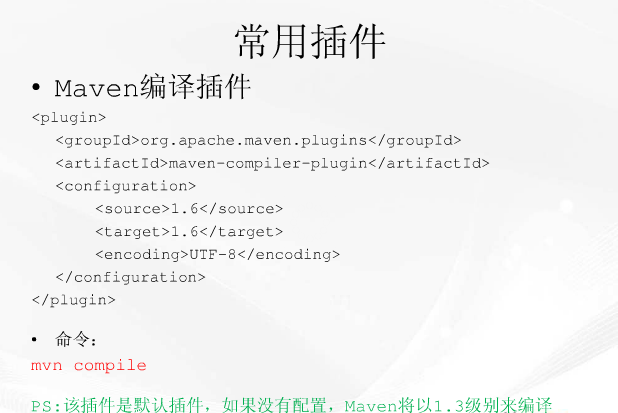 常用插件
• Maven编译插件
<plugin>
<groupId>org.apache.maven.plugins</groupId>
<artifactId>maven-compiler-plugin</artifactId>
<configuration>
<source>1.6</source>
<target>1.6</target>
<encoding>UTF-8</encoding>
</configuration>
</plugin>
• 命令：
mvn compile
PS:该插件是默认插件，如果没有配置，Maven将以1.3级别来编译